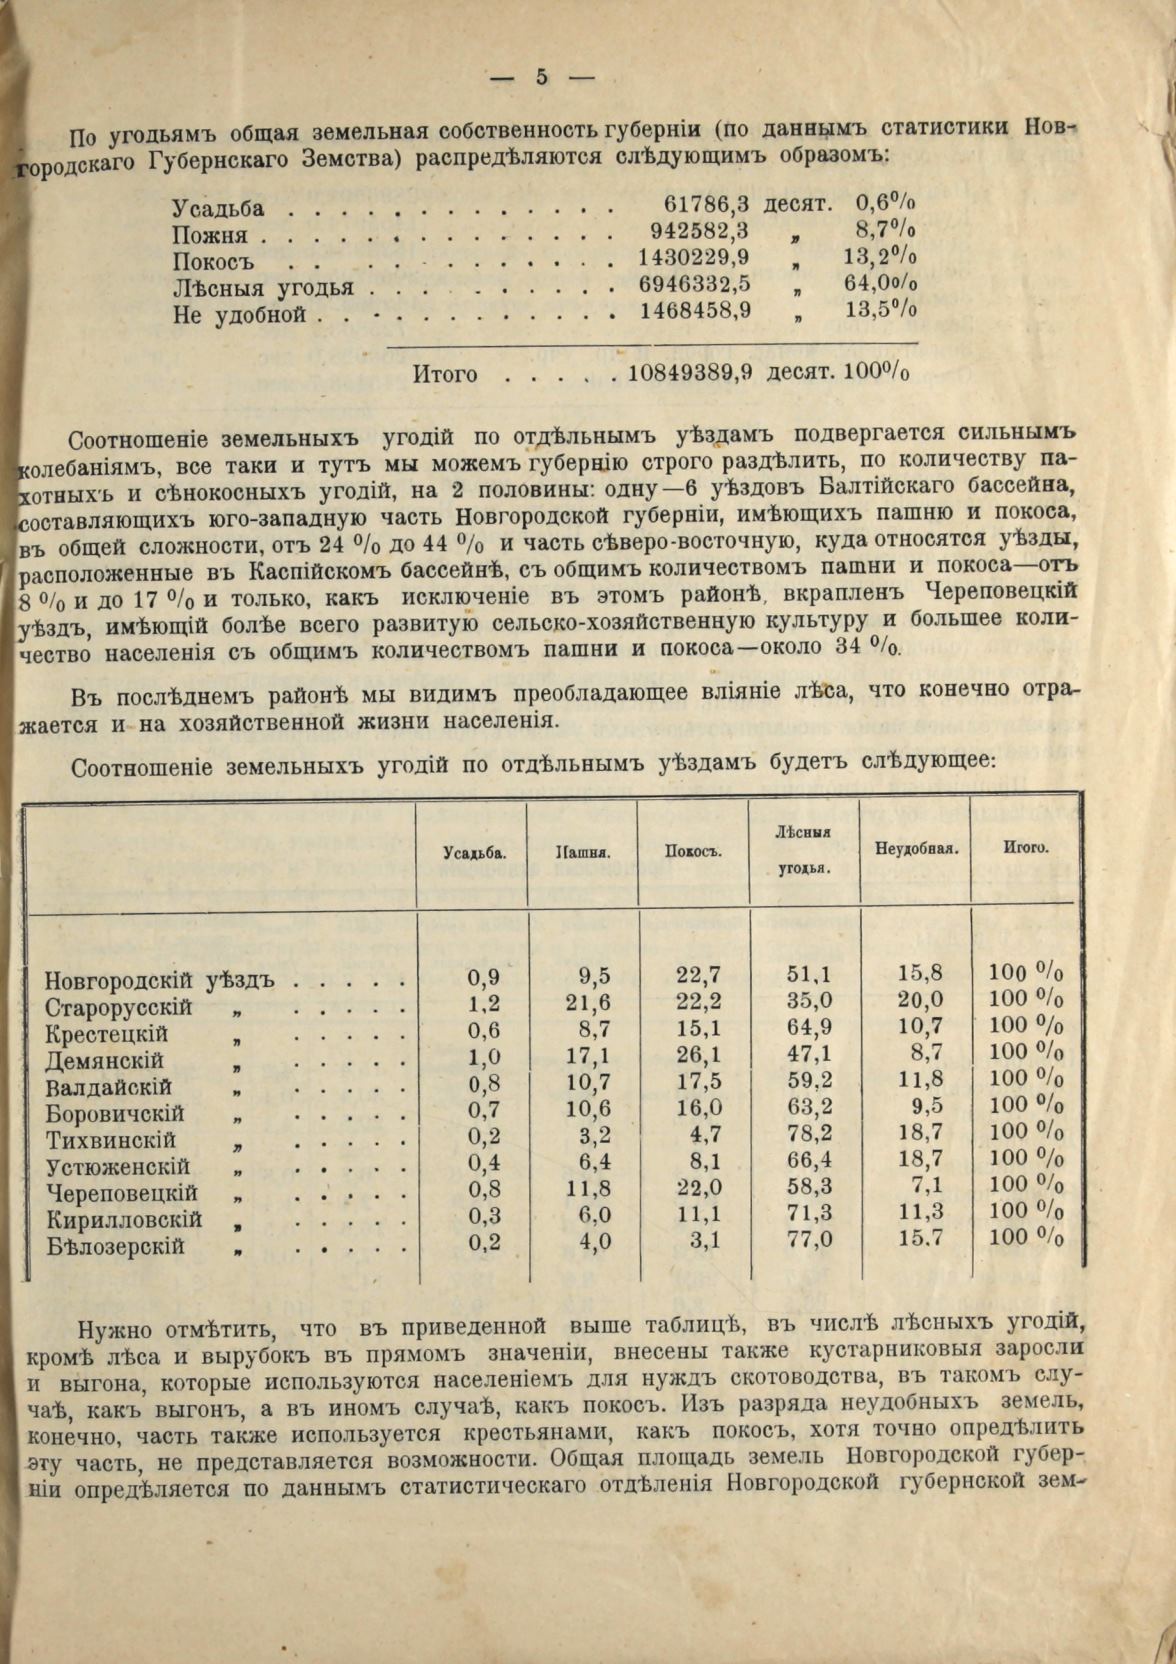 — 5 —
По угодьямъ общая земельная собственность губерніи (по даннымъ статистики Нов-
городскаго Губернскаго Земства) распредѣляются слѣдующимъ образомъ:
Усадьба . . . . . . . . . . . . . 61786,3 десят. 0,6%
Пожня . . . . . . . . . . . . . . 942582,3 „ 8,7%
Покосъ . . . . . . . . . . . . . 1430229,9 „ 13,2%
Лѣсныя угодья . . . . . . . . . . 6946332,5 „ 64,0%
Не удобной . . . . . . . . . . . . 1468458,9 „ 13,5%
Итого . . . . . 10849389,9 десят. 100%
Соотношеніе земельныхъ угодій по отдѣльнымъ уѣздамъ подвергается сильнымъ
колебаніямъ, все таки и тутъ мы можемъ губернію строго раздѣлить, по количеству па-
хотныхъ и сѣнокосныхъ угодій, на 2 половины: одну—6 уѣздовъ Балтійскаго бассейна,
составляющихъ юго-западную часть Новгородской губерніи, имѣющихъ пашню и покоса,
въ общей сложности, отъ 24 % до 44 % и часть сѣверо-восточную, куда относятся уѣзды,
расположенные въ Каспійскомъ бассейнѣ, съ общимъ количествомъ пашни и покоса—отъ
8 % и до 17 % и только, какъ исключеніе въ этомъ районѣ, вкрапленъ Череповецкій
уѣздъ, имѣющій болѣе всего развитую сельско-хозяйственную культуру и большее коли-
чество населенія съ общимъ количествомъ пашни и покоса—около 34 %.
Въ послѣднемъ районѣ мы видимъ преобладающее вліяніе лѣса, что конечно отра-
жается и на хозяйственной жизни населенія.
Соотношеніе земельныхъ угодій по отдѣльнымъ уѣздамъ будетъ слѣдующее:
Усадьба. Пашня. Покосъ. Лѣсныя угодья. Неудобная. Итого.
Новгородскій уѣздъ . . . . . 0,9 9,5 22,7 51,1 15,8 100 %
Старорусскій „ . . . . . 1,2 21,6 22,2 35,0 20,0 100 %
Крестецкій „ . . . . . 0,6 8,7 15,1 64,9 10,7 100 %
Демянскій „ . . . . . 1,0 17,1 26,1 47,1 8,7 100 %
Валдайскій „ . . . . . 0,8 10,7 17,5 59,2 11,8 100 %
Боровичскій „ . . . . . 0,7 10,6 16,0 63,2 9,5 100 %
Тихвинскій „ . . . . . 0,2 3,2 4,7 78,2 18,7 100 %
Устюженскій „ . . . . . 0,4 6,4 8,1 66,4 18,7 100 %
Череповецкій „ . . . . . 0,8 11,8 22,0 58,3 7,1 100 %
Кирилловскій „ . . . . . 0,3 6,0 11,1 71,3 11,3 100 %
Бѣлозерскій „ . . . . . 0,2 4,0 3,1 77,0 15.7 100 %
Нужно отмѣтить, что въ приведенной выше таблицѣ, въ числѣ лѣсныхъ угодій,
кромѣ лѣса и вырубокъ въ прямомъ значеніи, внесены также кустарниковыя заросли
и выгона, которые используются населеніемъ для нуждъ скотоводства, въ такомъ слу-
чаѣ, какъ выгонъ, а въ иномъ случаѣ, какъ покосъ. Изъ разряда неудобныхъ земель,
конечно, часть также используется крестьянами, какъ покосъ, хотя точно опредѣлить
эту часть, не представляется возможности. Общая площадь земель Новгородской губер-
ніи опредѣляется по даннымъ статистическаго отдѣленія Новгородской губернской зем-